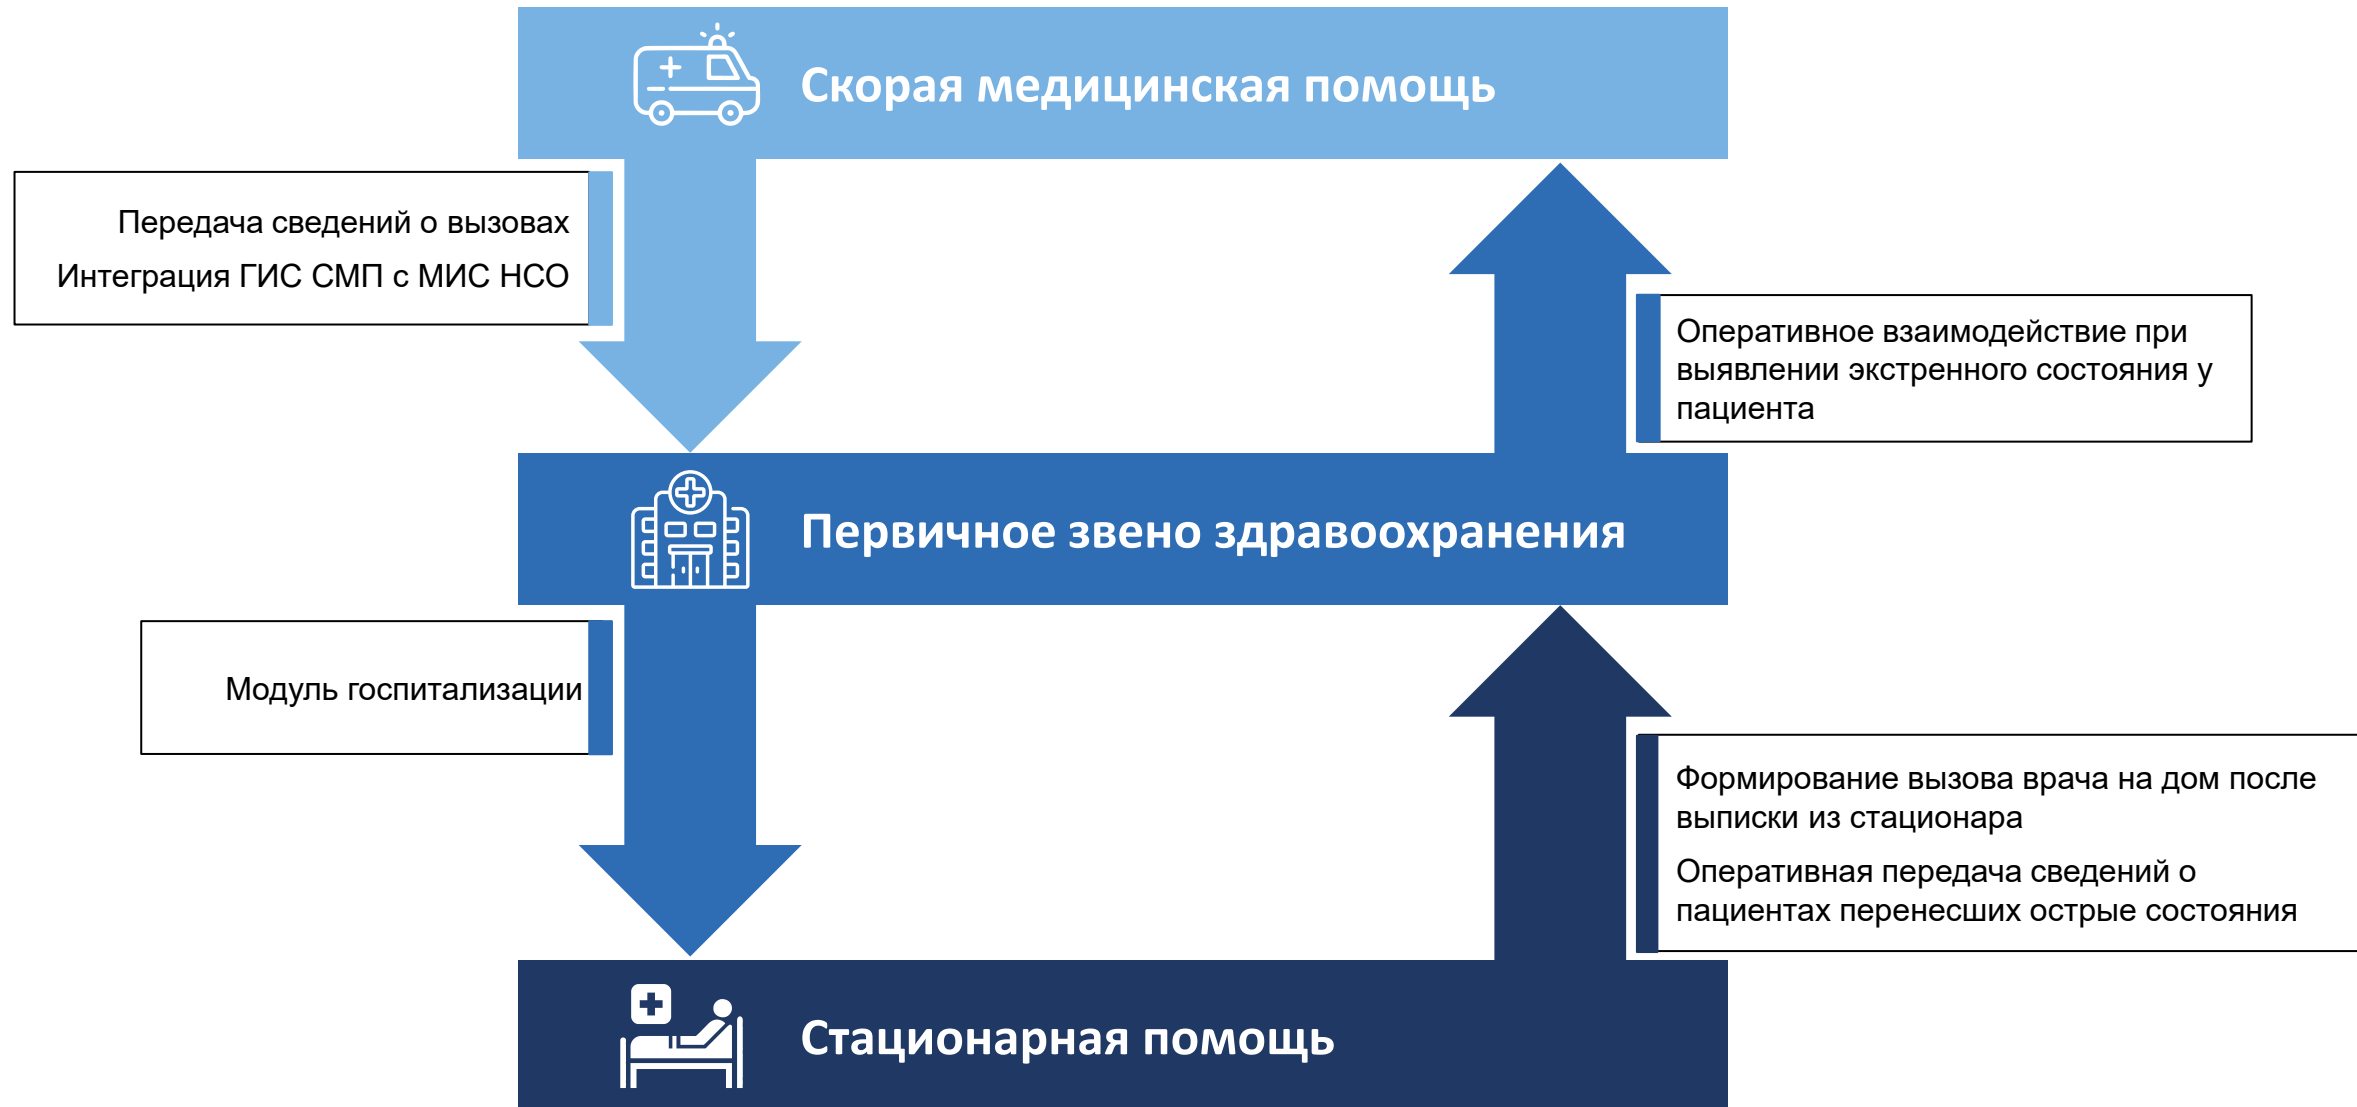 Скорая медицинская помощь
Передача сведений о вызовах
Интеграция ГИС СМП с МИС НСО
Оперативное взаимодействие при
выявлении экстренного состояния у
пациента
Первичное звено здравоохранения
Модуль госпитализации
Формирование вызова врача на дом после
выписки из стационара
Оперативная передача сведений о
пациентах перенесших острые состояния
Стационарная помощь